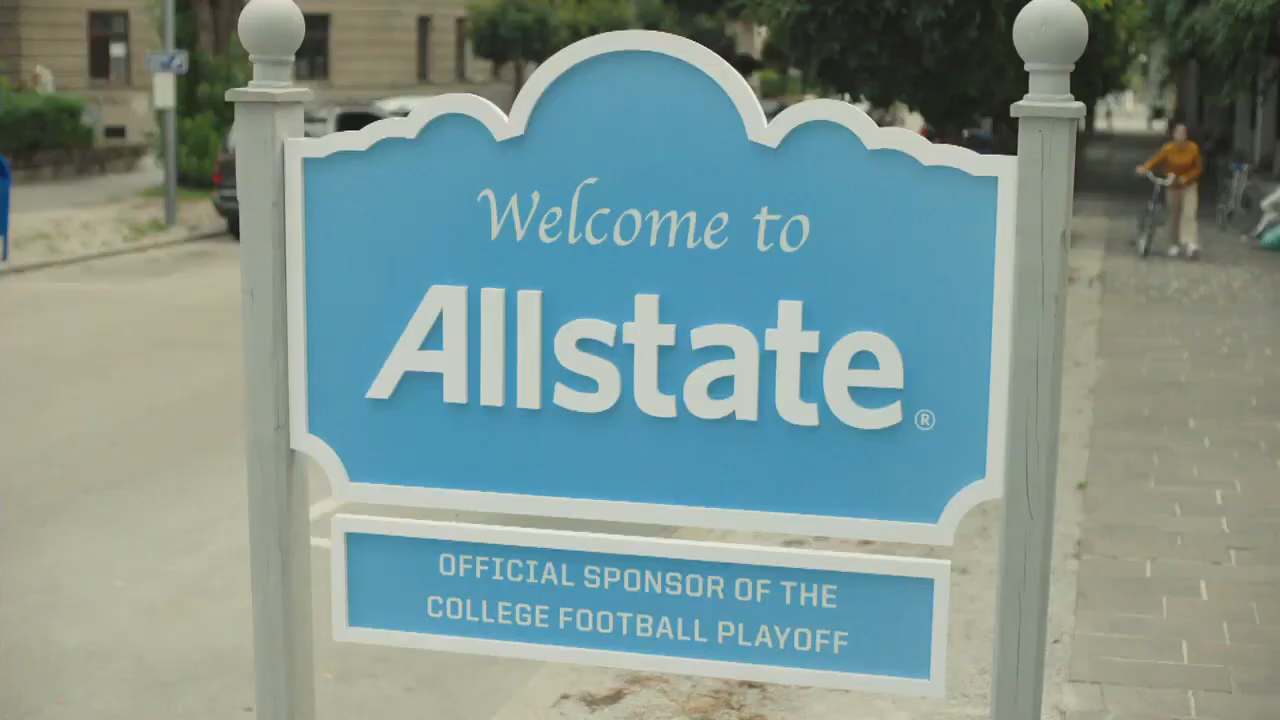 Welcome to
Allstate®
OFFICIAL SPONSOR OF THE
COLLEGE FOOTBALL PLAYOFF